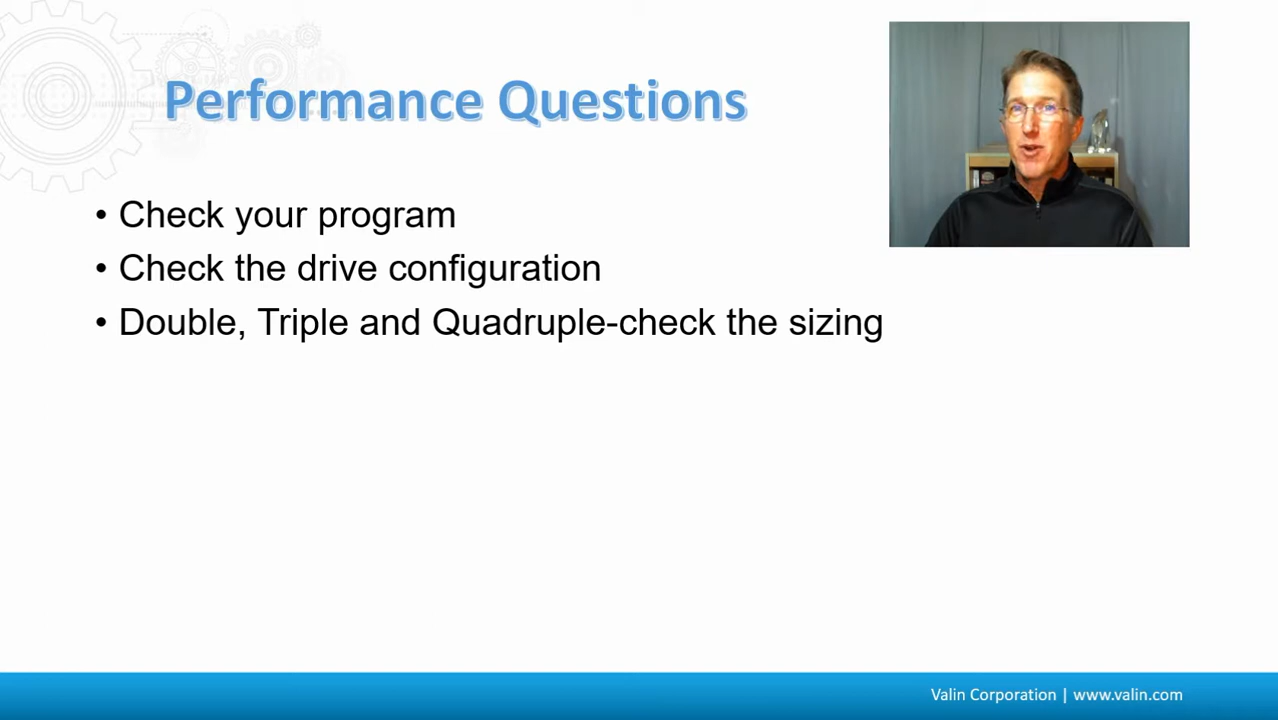 Performance Questions
• Check your program
• Check the drive configuration
• Double, Triple and Quadruple-check the sizing
Valin Corporation | www.valin.com